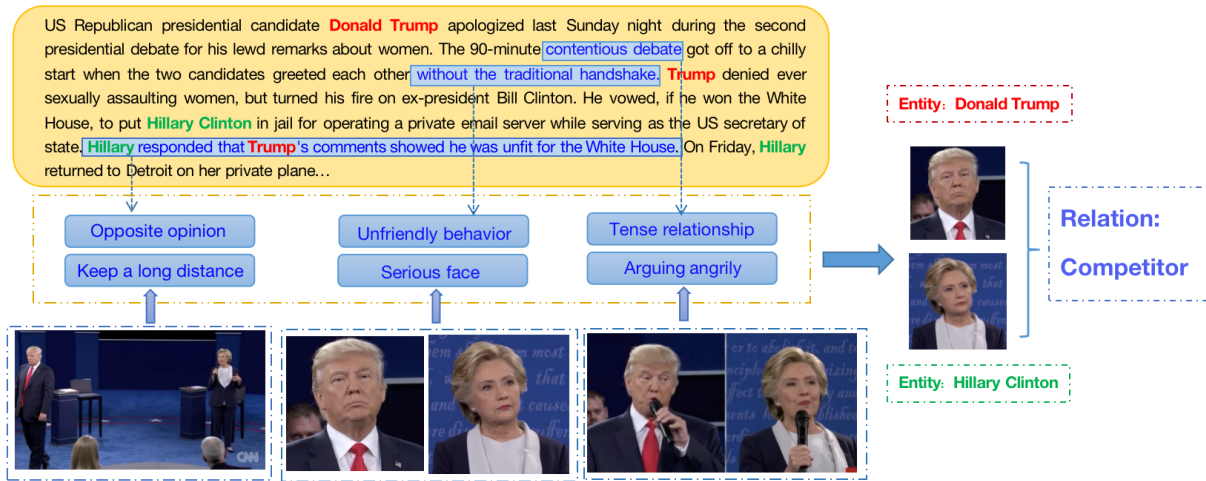 US Republican presidential candidate Donald Trump apologized last Sunday night during the second
presidential debate for his lewd remarks about women. The 90-minute contentious debate got off to a chilly
start when the two candidates greeted each other without the traditional handshake. Trump denied ever
sexually assaulting women, but turned his fire on ex-president Bill Clinton. He vowed, if he won the White
House, to put Hillary Clinton in jail for operating a private email server while serving as the US secretary of
state. Hillary responded that Trump's comments showed he was unfit for the White House. On Friday, Hillary
returned to Detroit on her private plane…
Opposite opinion
Unfriendly behavior
Tense relationship
Keep a long distance
Serious face
Arguing angrily
CNN
Entity: Donald Trump
Relation:
Competitor
Entity: Hillary Clinton